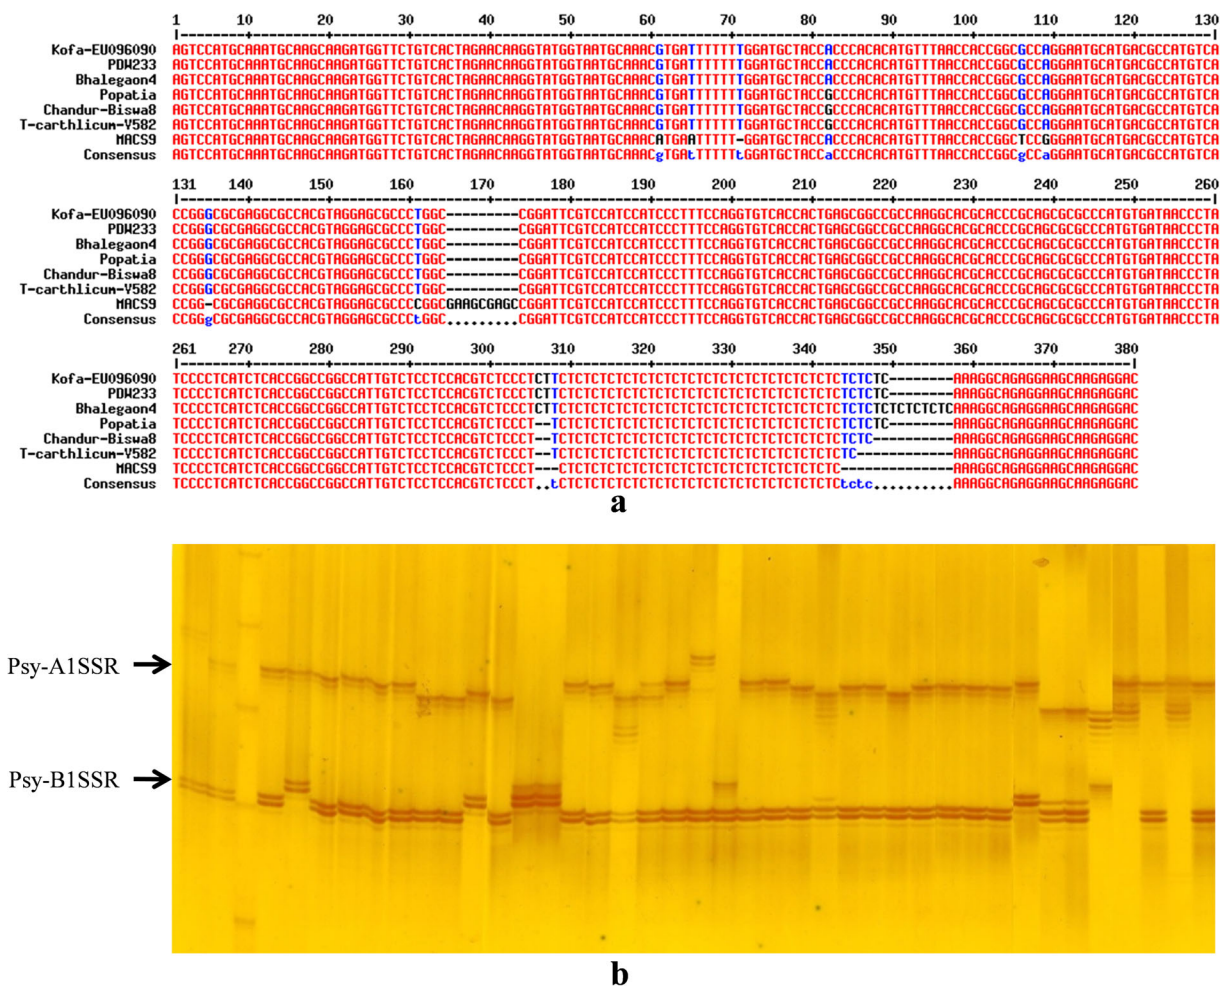 1 10 20 30 40 50 60 70 80 90 100 110 120 130
Kofa-EU096090 AGTCCATGCAAATGCAAGCAAGATGGTTCTGTCACTAGAACAAGGTATGGTAATGCAAACGTGATTTTTTTGGATGCTACCACCCACACATGTTTAACCACCGGCGCCAGGAATGCATGACGCCATGTCA
PDW233 AGTCCATGCAAATGCAAGCAAGATGGTTCTGTCACTAGAACAAGGTATGGTAATGCAAACGTGATTTTTTTGGATGCTACCACCCACACATGTTTAACCACCGGCGCCAGGAATGCATGACGCCATGTCA
Bhalegaon4 AGTCCATGCAAATGCAAGCAAGATGGTTCTGTCACTAGAACAAGGTATGGTAATGCAAACGTGATTTTTTTGGATGCTACCACCCACACATGTTTAACCACCGGCGCCAGGAATGCATGACGCCATGTCA
Popatia AGTCCATGCAAATGCAAGCAAGATGGTTCTGTCACTAGAACAAGGTATGGTAATGCAAACGTGATTTTTTTGGATGCTACCGCCCACACATGTTTAACCACCGGCGCCAGGAATGCATGACGCCATGTCA
Chandur-Biswa8 AGTCCATGCAAATGCAAGCAAGATGGTTCTGTCACTAGAACAAGGTATGGTAATGCAAACGTGATTTTTTTGGATGCTACCGCCCACACATGTTTAACCACCGGCGCCAGGAATGCATGACGCCATGTCA
T-carthlicum-Y582 AGTCCATGCAAATGCAAGCAAGATGGTTCTGTCACTAGAACAAGGTATGGTAATGCAAACGTGATTTTTTTGGATGCTACCGCCCACACATGTTTAACCACCGGCGCCAGGAATGCATGACGCCATGTCA
MACS9 AGTCCATGCAAATGCAAGCAAGATGGTTCTGTCACTAGAACAAGGTATGGTAATGCAAACATGAATTTTT-GGATGCTACCACCCACACATGTTTAACCACCGGCTCCGGGAATGCATGACGCCATGTCA
Consensus AGTCCATGCAAATGCAAGCAAGATGGTTCTGTCACTAGAACAAGGTATGGTAATGCAAACgTGAtTTTTTtGGATGCTACCaCCCACACATGTTTAACCACCGGCgCCaGGAATGCATGACGCCATGTCA
131 140 150 160 170 180 190 200 210 220 230 240 250 260
Kofa-EU096090 CCGGGCGCGAGGCGCCACGTAGGAGCGCCCTGGC---------CGGATTCGTCCATCCATCCCTTTCCAGGTGTCACCACTGAGCGGCCGCCAAGGCACGCACCCGCAGCGCGCCCATGTGATAACCCTA
PDW233 CCGGGCGCGAGGCGCCACGTAGGAGCGCCCTGGC---------CGGATTCGTCCATCCATCCCTTTCCAGGTGTCACCACTGAGCGGCCGCCAAGGCACGCACCCGCAGCGCGCCCATGTGATAACCCTA
Bhalegaon4 CCGGGCGCGAGGCGCCACGTAGGAGCGCCCTGGC---------CGGATTCGTCCATCCATCCCTTTCCAGGTGTCACCACTGAGCGGCCGCCAAGGCACGCACCCGCAGCGCGCCCATGTGATAACCCTA
Popatia CCGGGCGCGAGGCGCCACGTAGGAGCGCCCTGGC---------CGGATTCGTCCATCCATCCCTTTCCAGGTGTCACCACTGAGCGGCCGCCAAGGCACGCACCCGCAGCGCGCCCATGTGATAACCCTA
Chandur-Biswa8 CCGGGCGCGAGGCGCCACGTAGGAGCGCCCTGGC---------CGGATTCGTCCATCCATCCCTTTCCAGGTGTCACCACTGAGCGGCCGCCAAGGCACGCACCCGCAGCGCGCCCATGTGATAACCCTA
T-carthlicum-Y582 CCGGGCGCGAGGCGCCACGTAGGAGCGCCCTGGC---------CGGATTCGTCCATCCATCCCTTTCCAGGTGTCACCACTGAGCGGCCGCCAAGGCACGCACCCGCAGCGCGCCCATGTGATAACCCTA
MACS9 CCGG-CGCGAGGCGCCACGTAGGAGCGCCCCGGCGAAGCGAGCCGGATTCGTCCATCCATCCCTTTCCAGGTGTCACCACTGAGCGGCCGCCAAGGCACGCACCCGCAGCGCGCCCATGTGATAACCCTA
Consensus CCGGgCGCGAGGCGCCACGTAGGAGCGCCCtGGC.........CGGATTCGTCCATCCATCCCTTTCCAGGTGTCACCACTGAGCGGCCGCCAAGGCACGCACCCGCAGCGCGCCCATGTGATAACCCTA
261 270 280 290 300 310 320 330 340 350 360 370 380
Kofa-EU096090 TCCCCTCATCTCACCGGCCGGCCATTGTCTCCTCCACGTCTCCCTCTTCTCTCTCTCTCTCTCTCTCTCTCTCTCTCTCTCTCTCTCTC--------AAAGGCAGAGGAAGCAAGAGGAC
PDW233 TCCCCTCATCTCACCGGCCGGCCATTGTCTCCTCCACGTCTCCCTCTTCTCTCTCTCTCTCTCTCTCTCTCTCTCTCTCTCTCTCTCTC--------AAAGGCAGAGGAAGCAAGAGGAC
Bhalegaon4 TCCCCTCATCTCACCGGCCGGCCATTGTCTCCTCCACGTCTCCCTCTTCTCTCTCTCTCTCTCTCTCTCTCTCTCTCTCTCTCTCTCTCTCTCTCTCAAAGGCAGAGGAAGCAAGAGGAC
Popatia TCCCCTCATCTCACCGGCCGGCCATTGTCTCCTCCACGTCTCCCT--TCTCTCTCTCTCTCTCTCTCTCTCTCTCTCTCTCTCTCTCTC--------AAAGGCAGAGGAAGCAAGAGGAC
Chandur-Biswa8 TCCCCTCATCTCACCGGCCGGCCATTGTCTCCTCCACGTCTCCCT--TCTCTCTCTCTCTCTCTCTCTCTCTCTCTCTCTCTCTCTC----------AAAGGCAGAGGAAGCAAGAGGAC
T-carthlicum-Y582 TCCCCTCATCTCACCGGCCGGCCATTGTCTCCTCCACGTCTCCCT--TCTCTCTCTCTCTCTCTCTCTCTCTCTCTCTCTCTCTC------------AAAGGCAGAGGAAGCAAGAGGAC
MACS9 TCCCCTCATCTCACCGGCCGGCCATTGTCTCCTCCACGTCTCCCT---CTCTCTCTCTCTCTCTCTCTCTCTCTCTCTCTCTC--------------AAAGGCAGAGGAAGCAAGAGGAC
Consensus TCCCCTCATCTCACCGGCCGGCCATTGTCTCCTCCACGTCTCCCT..tCTCTCTCTCTCTCTCTCTCTCTCTCTCTCTCTCTCtctc..........AAAGGCAGAGGAAGCAAGAGGAC
a
Psy-A1SSR
Psy-B1SSR
b